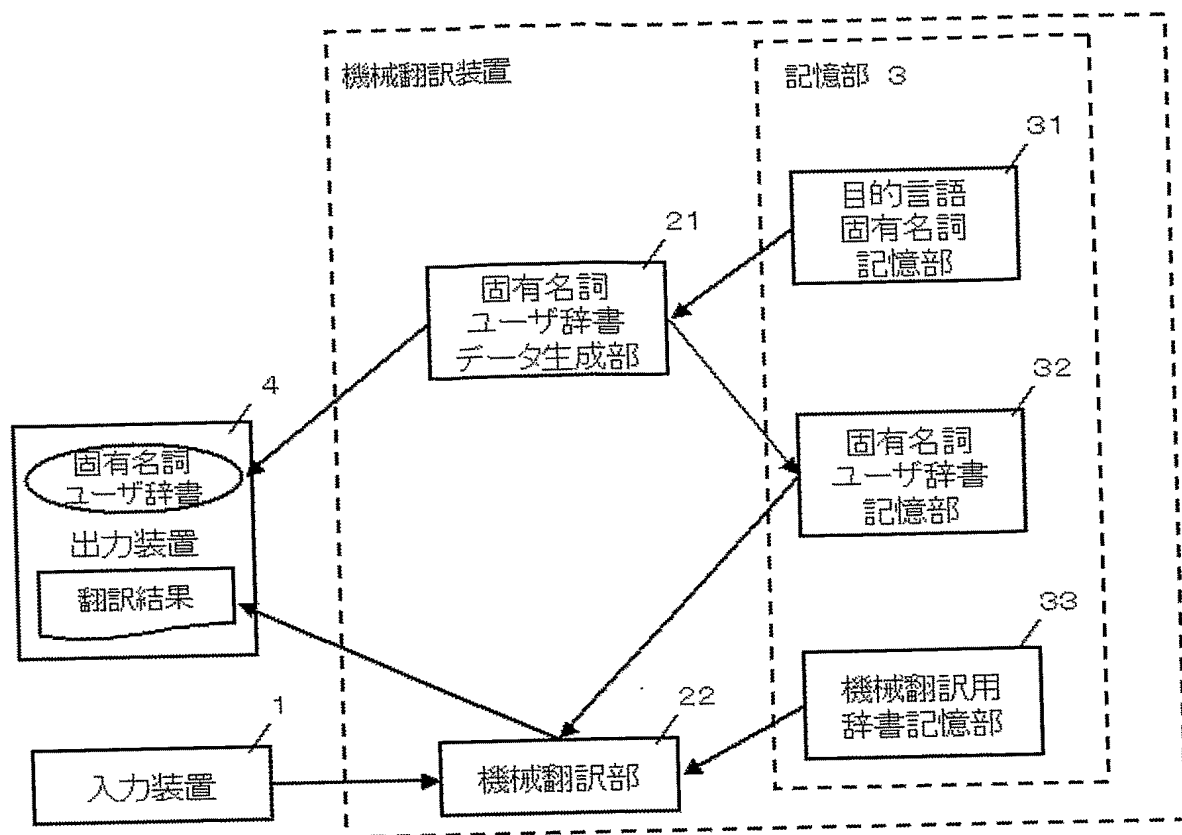 機械翻訳装置
記憶部 3
31
目的言語
固有名詞
記憶部
21
固有名詞
ユーザ辞書
データ生成部
32
固有名詞
ユーザ辞書
記憶部
4
固有名詞
ユーザ辞書
出力装置
翻訳結果
33
機械翻訳用
辞書記憶部
22
機械翻訳部
1
入力装置